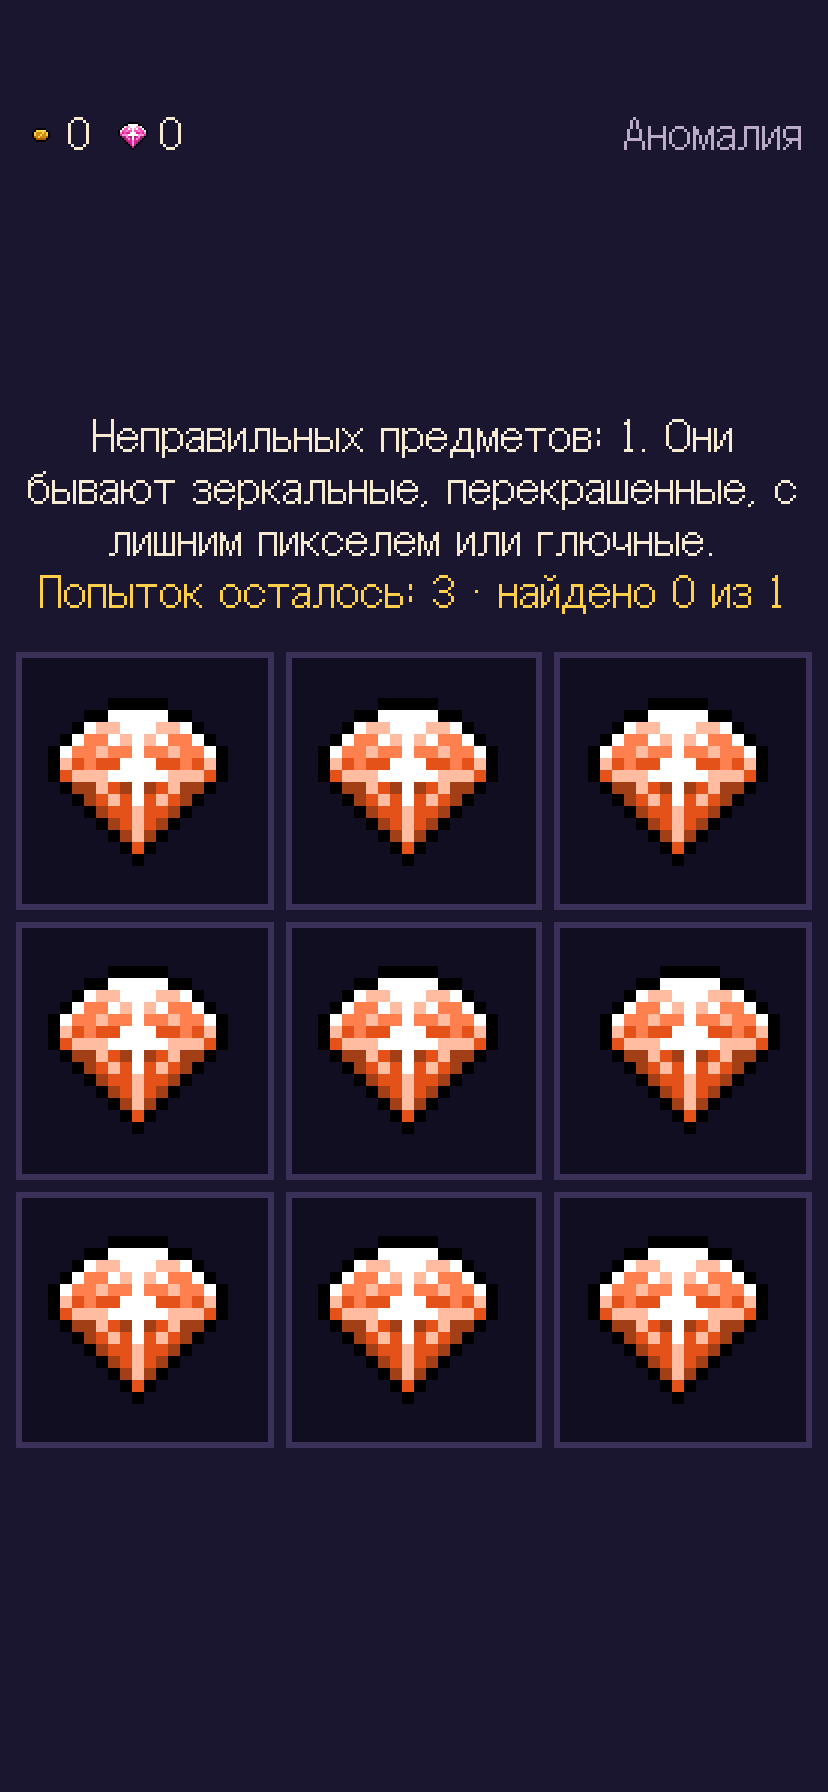 0 0 Аномалия
Неправильных предметов: 1. Они
бывают зеркальные, перекрашенные, с
лишним пикселем или глючные.
Попыток осталось: 3 · найдено 0 из 1